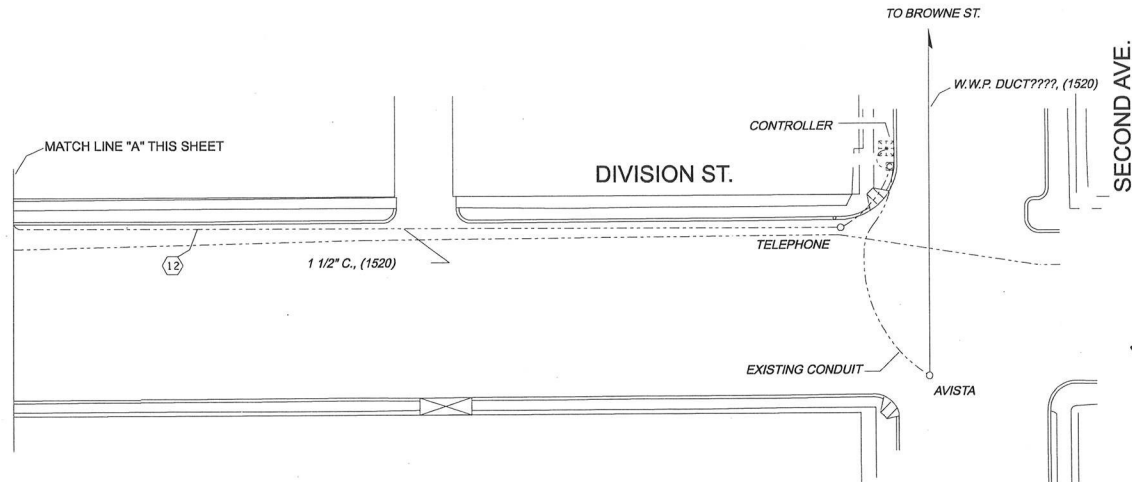 TO BROWNE ST.
W.W.P. DUCT????, (1520)
SECOND AVE.
CONTROLLER
MATCH LINE "A" THIS SHEET
DIVISION ST.
TELEPHONE
12
1 1/2" C., (1520)
EXISTING CONDUIT
AVISTA